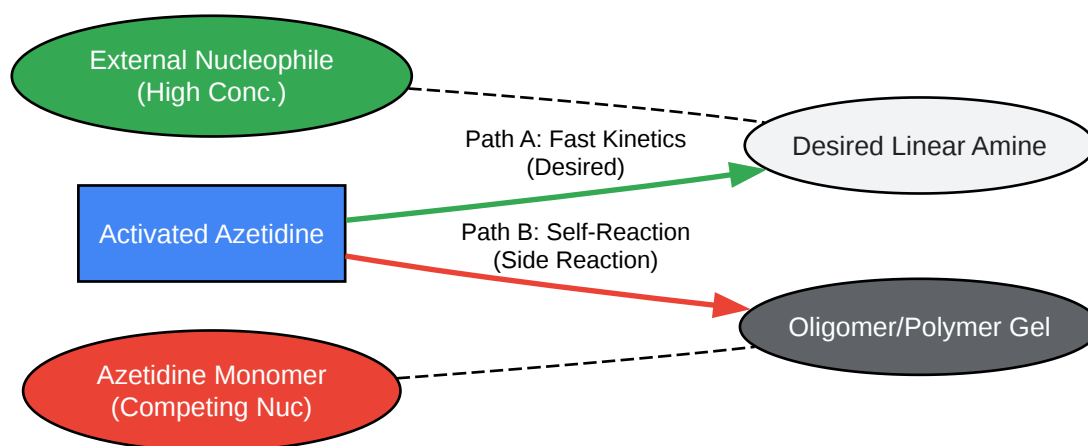 External Nucleophile
(High Conc.)
Path A: Fast Kinetics
(Desired)
Desired Linear Amine
Activated Azetidine
Path B: Self-Reaction
(Side Reaction)
Oligomer/Polymer Gel
Azetidine Monomer
(Competing Nuc)